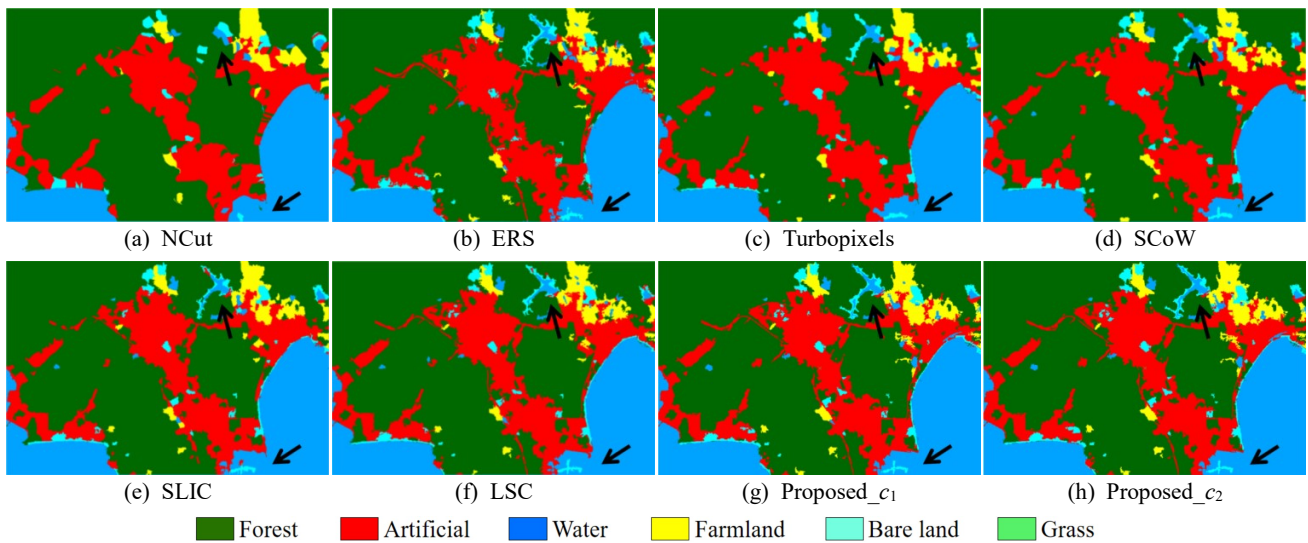 (a) NCut (b) ERS (c) Turbopixels (d) SCoW
(e) SLIC (f) LSC (g) Proposed_c₁ (h) Proposed_c₂
Forest Artificial Water Farmland Bare land Grass